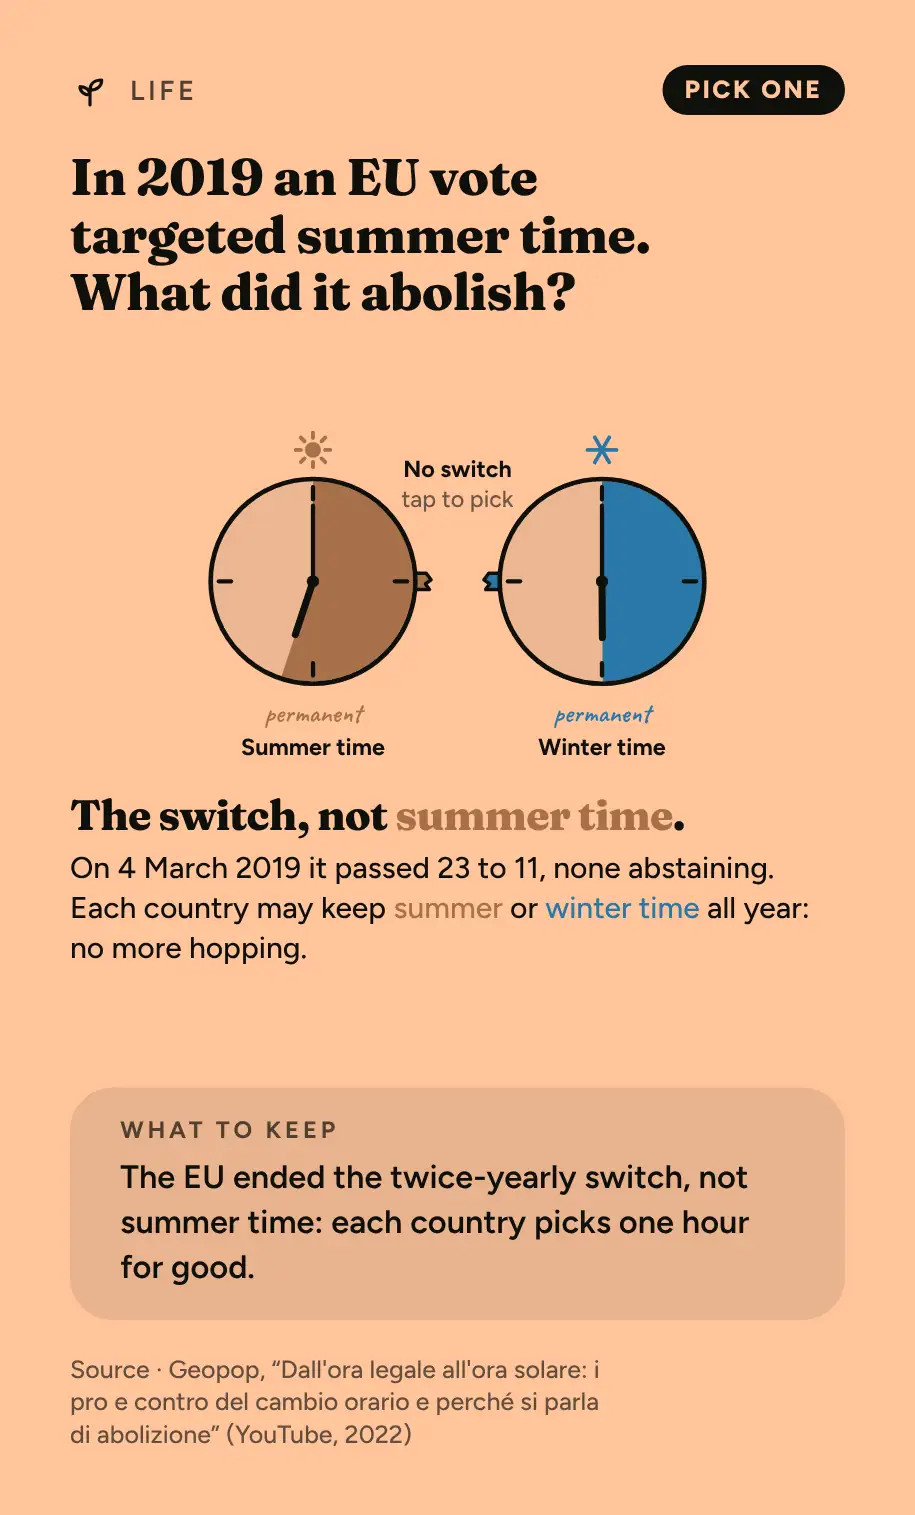 LIFE
PICK ONE
In 2019 an EU vote
targeted summer time.
What did it abolish?
No switch
tap to pick
permanent
Summer time
permanent
Winter time
The switch, not summer time.
On 4 March 2019 it passed 23 to 11, none abstaining.
Each country may keep summer or winter time all year:
no more hopping.
WHAT TO KEEP
The EU ended the twice-yearly switch, not
summer time: each country picks one hour
for good.
Source · Geopop, “Dall'ora legale all'ora solare: i
pro e contro del cambio orario e perché si parla
di abolizione” (YouTube, 2022)